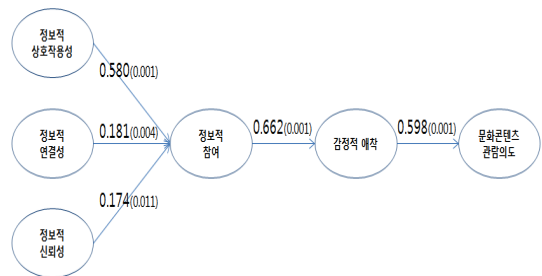 정보적
상호작용성
0.580(0.001)
정보적
연결성
0.181(0.004)
정보적
참여
0.662(0.001)
감정적 애착
0.598(0.001)
문화콘텐츠
관람의도
0.174(0.011)
정보적
신뢰성